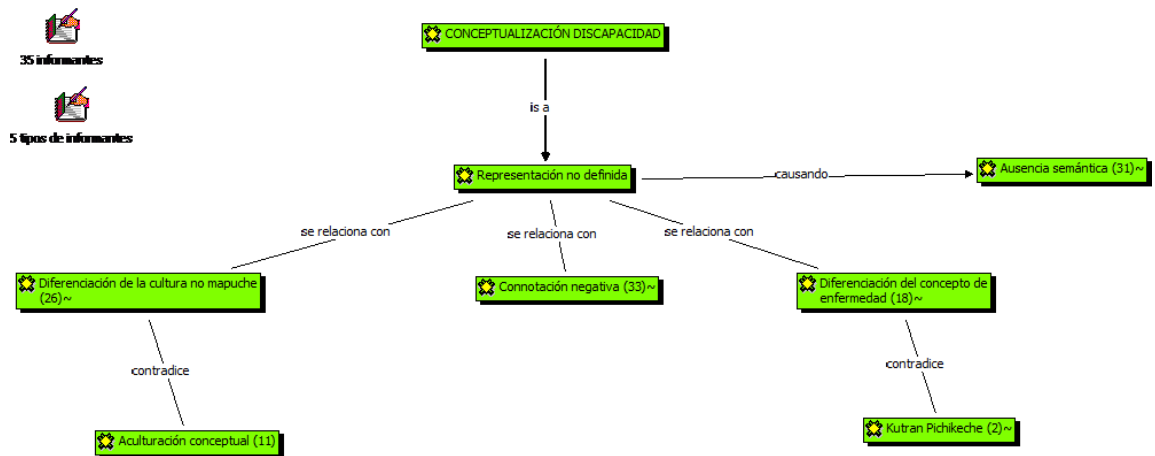 CONCEPTUALIZACIÓN DISCAPACIDAD
35 informantes
is a
5 tipos de informantes
Representación no definida
causando
Ausencia semántica (31)~
se relaciona con
se relaciona con
se relaciona con
Diferenciación de la cultura no mapuche
(26)~
Connotación negativa (33)~
Diferenciación del concepto de
enfermedad (18)~
contradice
contradice
Aculturación conceptual (11)
Kutran Pichikeche (2)~